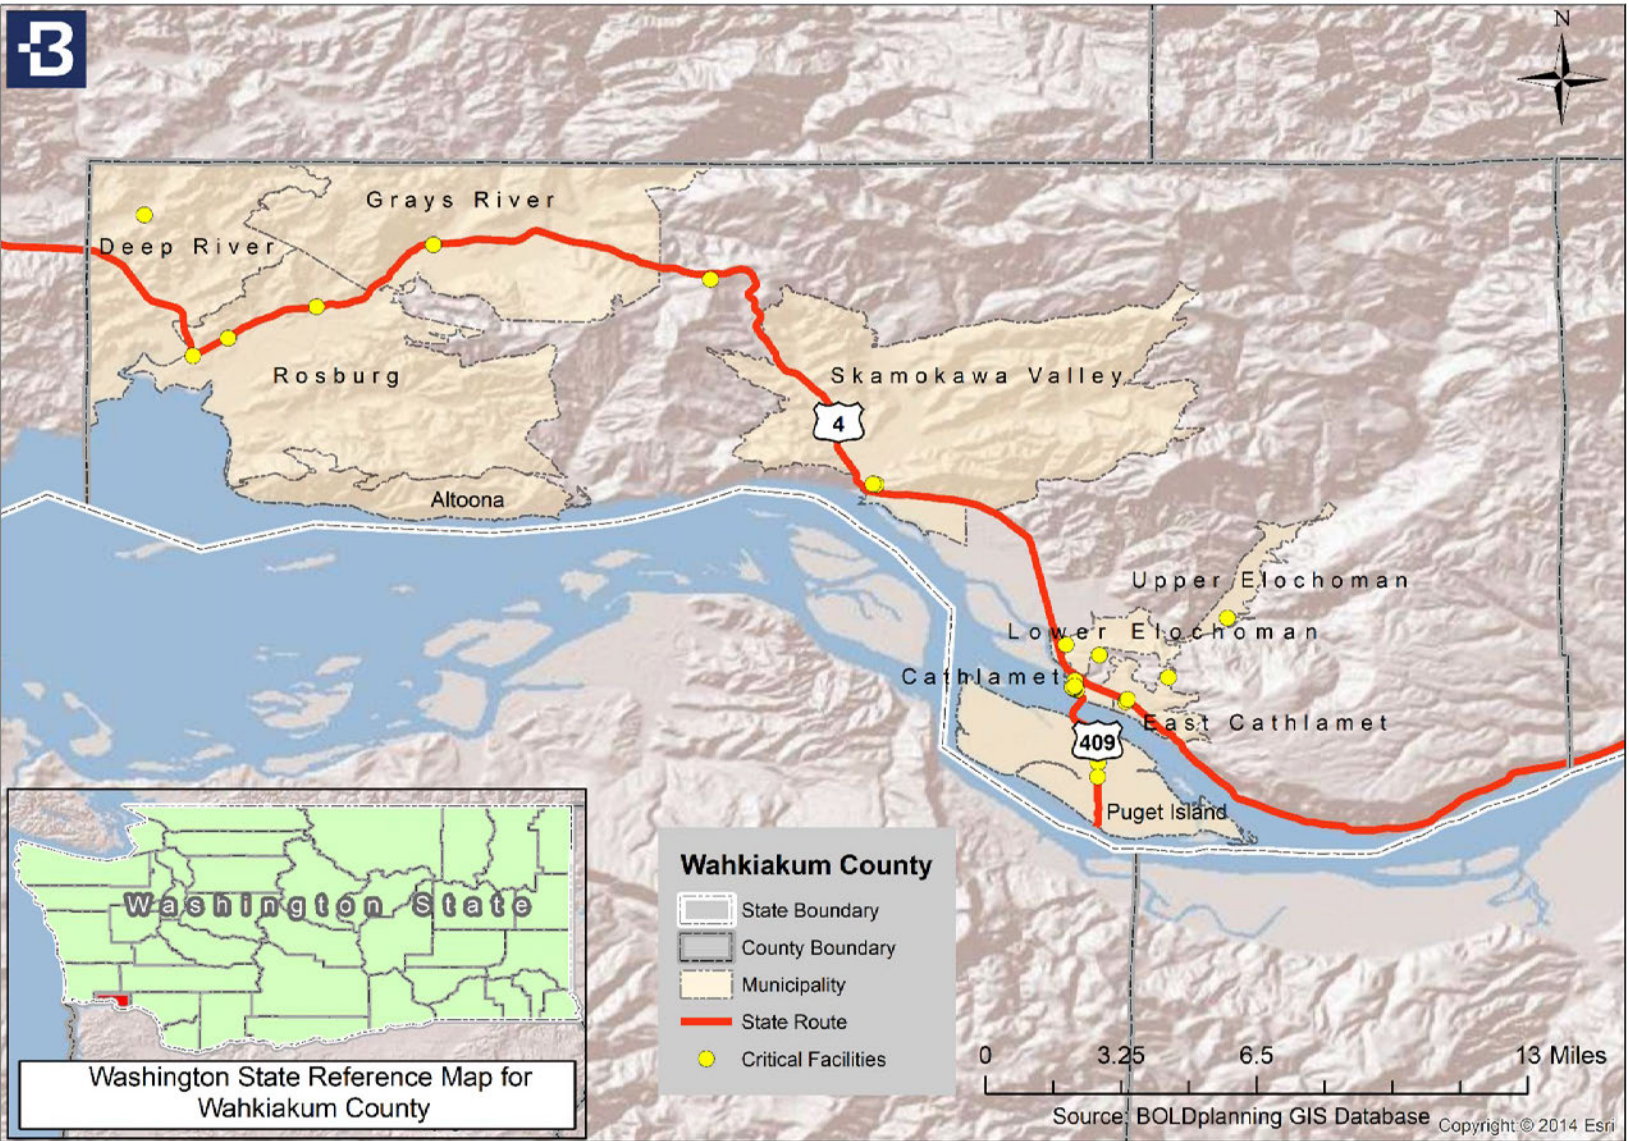 B
N
Grays River
Deep River
Rosburg
Skamokawa Valley
4
Altoona
Upper Elochoman
Lower Elochoman
Cathlamet
East Cathlamet
409
Puget Island
Washington State
Washington State Reference Map for
Wahkiakum County
Wahkiakum County
State Boundary
County Boundary
Municipality
State Route
Critical Facilities
0 3.25 6.5 13 Miles
Source: BOLDplanning GIS Database
Copyright:© 2014 Esri